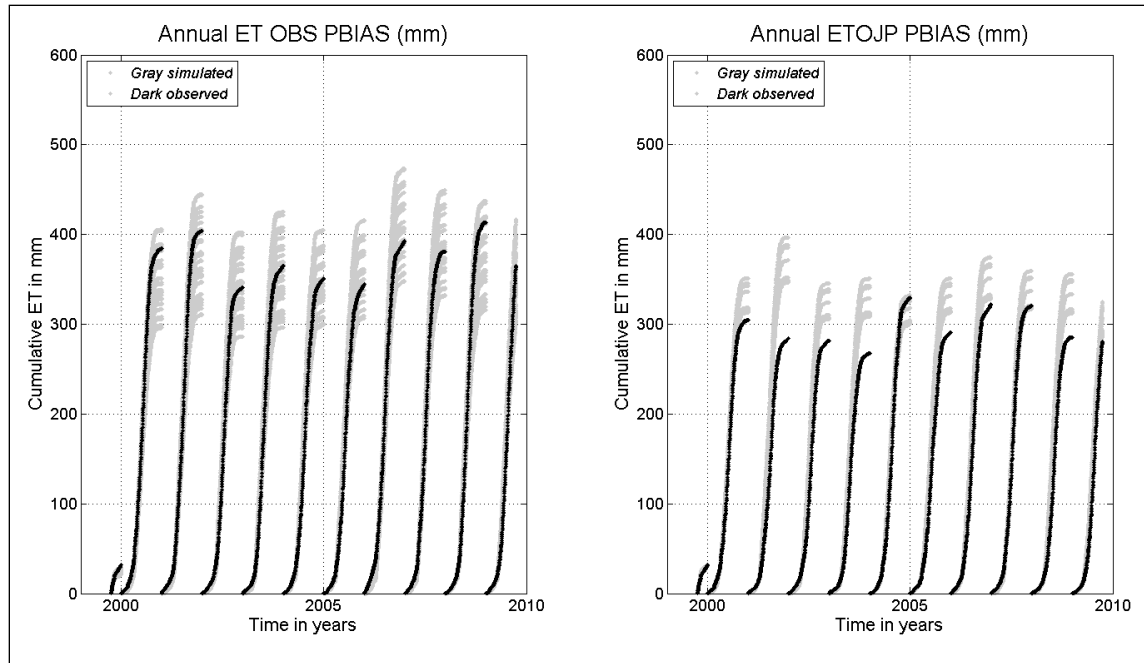 Annual ET OBS PBIAS (mm)
600
500
400
300
200
100
0
Cumulative ET in mm
Gray simulated
Dark observed
2000
2005
2010
Time in years
Annual ETOJP PBIAS (mm)
600
500
400
300
200
100
0
Cumulative ET in mm
Gray simulated
Dark observed
2000
2005
2010
Time in years